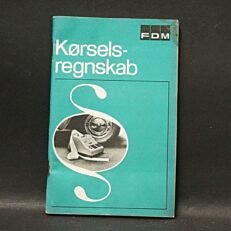 FDM
Kørsels-
regnskab
§